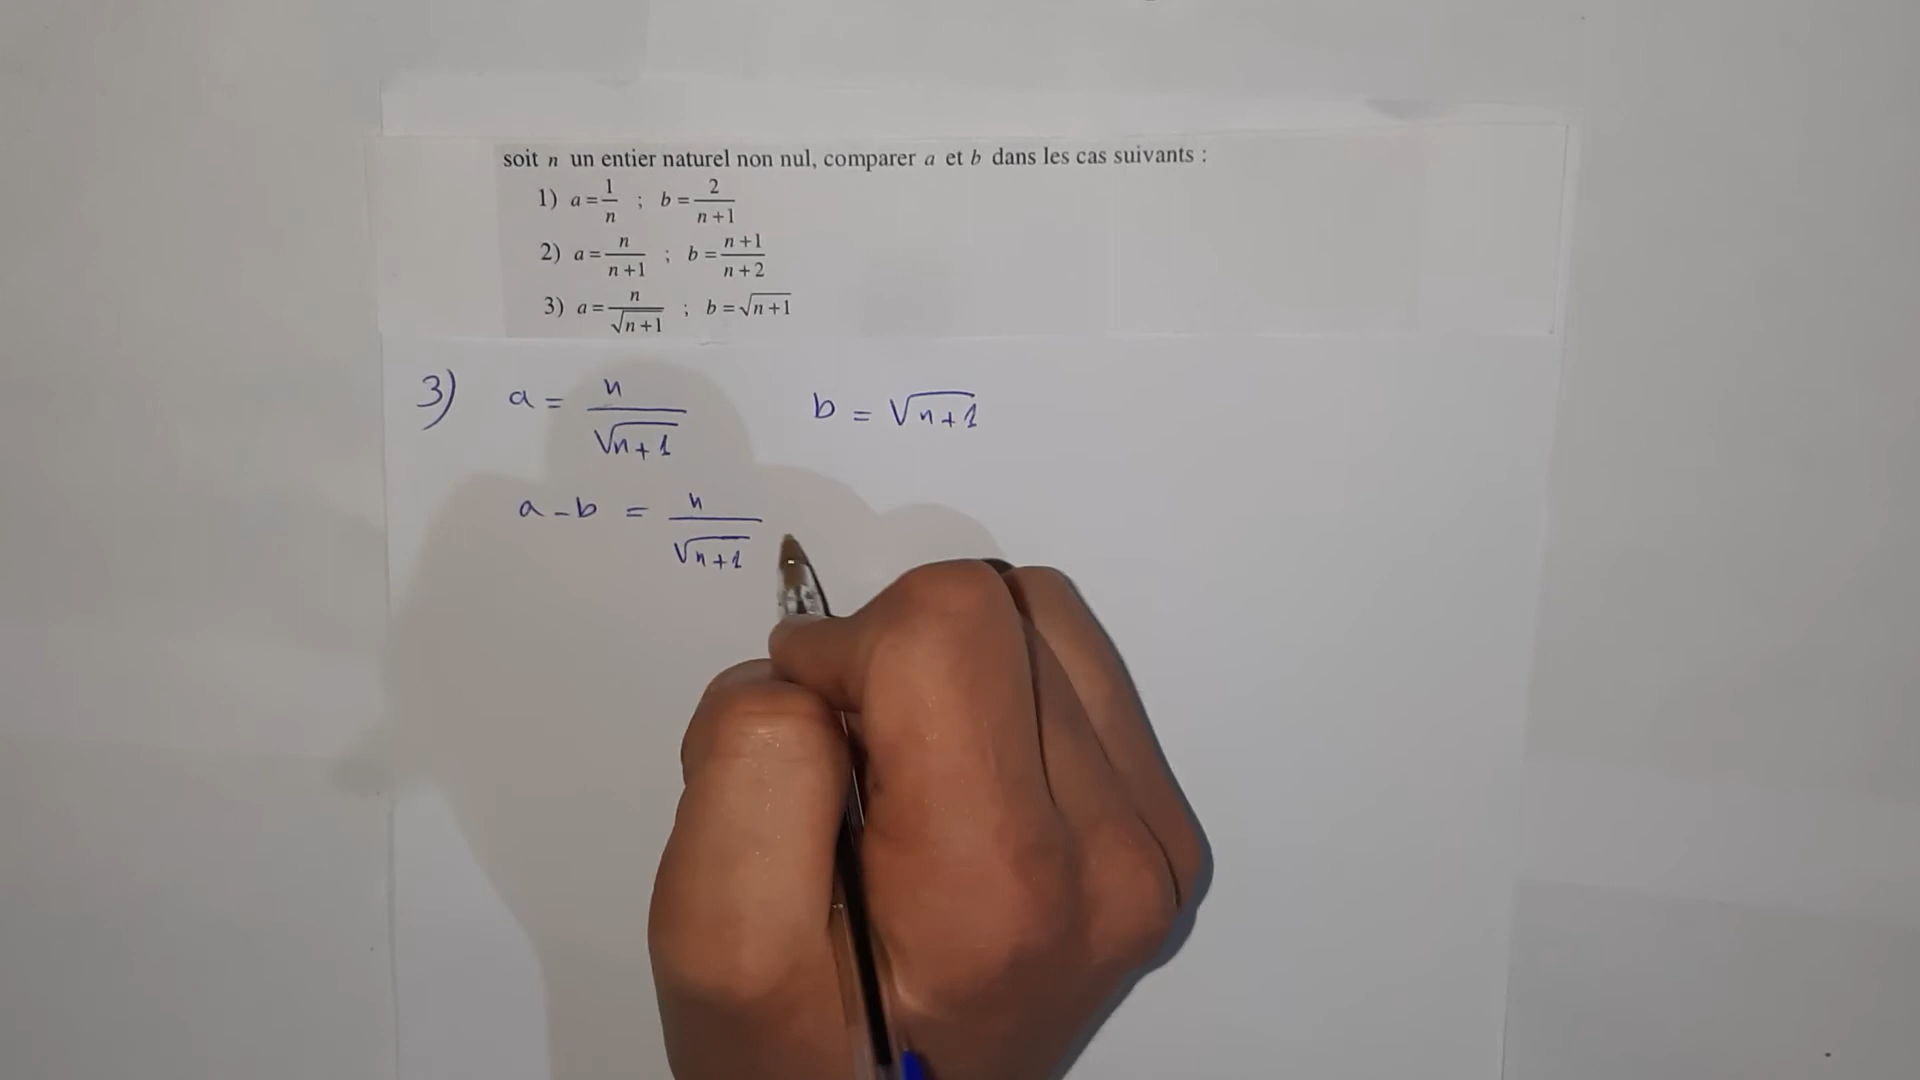 soit n un entier naturel non nul, comparer a et b dans les cas suivants :
1) a = 1/n ; b = 2/(n+1)
2) a = n/(n+1) ; b = (n+1)/(n+2)
3) a = n/√(n+1) ; b = √(n+1)
3) a = n/√(n+1) b = √(n+1)
a - b = n/√(n+1)